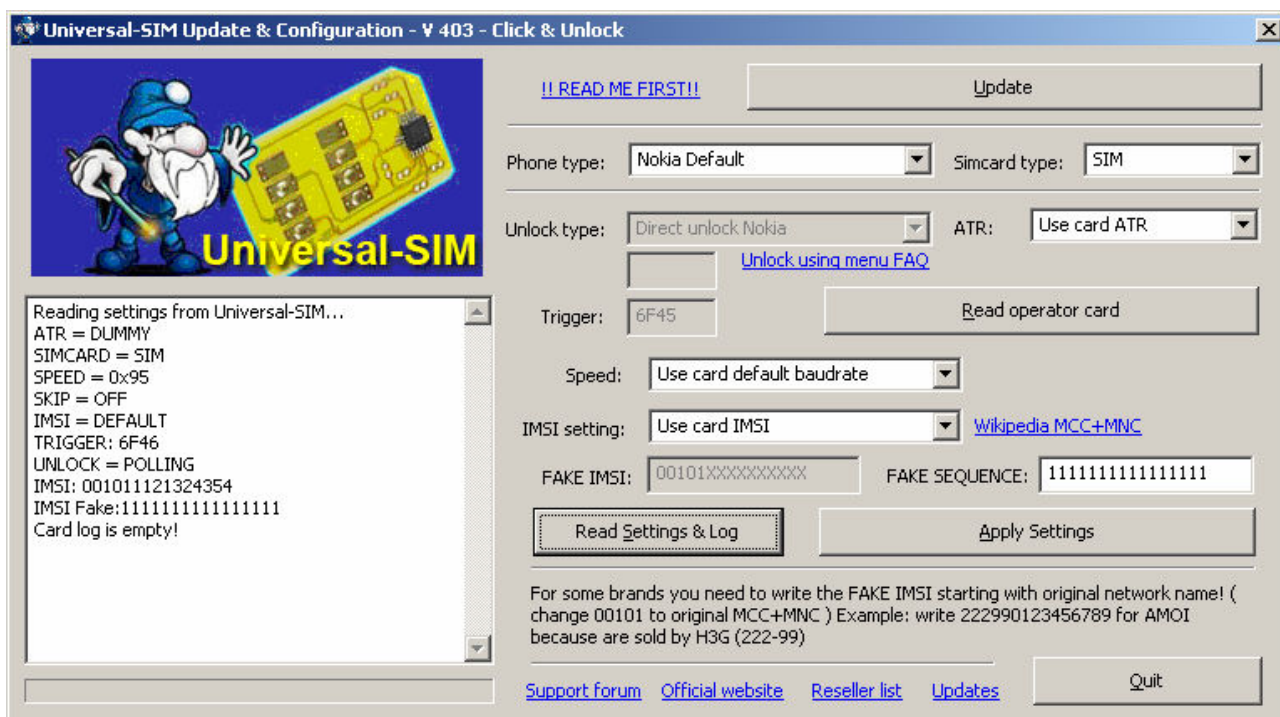 Universal-SIM Update & Configuration - V 403 - Click & Unlock
Universal-SIM
!! READ ME FIRST!!
Update
Phone type:
Nokia Default
Simcard type:
SIM
Unlock type:
Direct unlock Nokia
ATR:
Use card ATR
Unlock using menu FAQ
Trigger:
6F45
Read operator card
Speed:
Use card default baudrate
IMSI setting:
Use card IMSI
Wikipedia MCC+MNC
FAKE IMSI:
00101XXXXXXXXXX
FAKE SEQUENCE:
1111111111111111
Read Settings & Log
Apply Settings
Reading settings from Universal-SIM...
ATR = DUMMY
SIMCARD = SIM
SPEED = 0x95
SKIP = OFF
IMSI = DEFAULT
TRIGGER: 6F46
UNLOCK = POLLING
IMSI: 001011121324354
IMSI Fake:1111111111111111
Card log is empty!
For some brands you need to write the FAKE IMSI starting with original network name! (
change 00101 to original MCC+MNC ) Example: write 222990123456789 for AMOI
because are sold by H3G (222-99)
Support forum
Official website
Reseller list
Updates
Quit